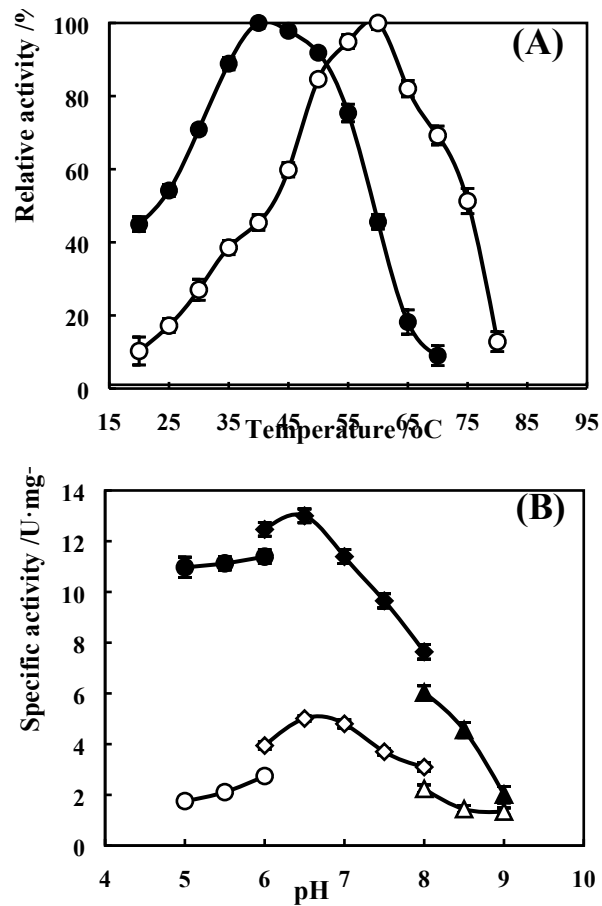 (A)
Relative activity /%
100
80
60
40
20
0
15 25 35 45 55 65 75 85 95
Temperature /oC
(B)
Specific activity /U·mg-
14
12
10
8
6
4
2
0
4 5 6 7 8 9 10
pH